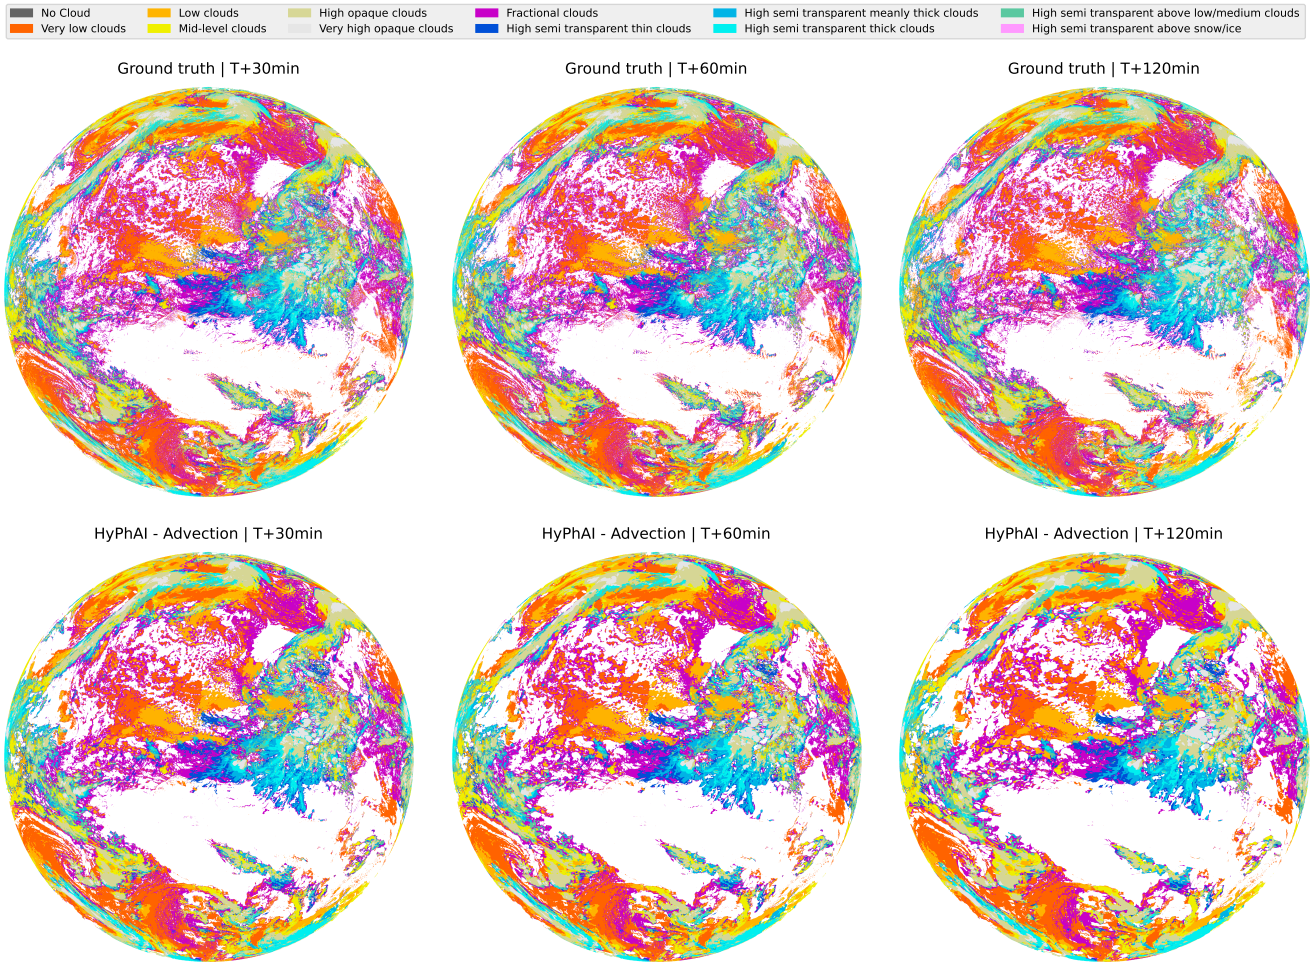 No Cloud Low clouds High opaque clouds Fractional clouds High semi transparent meanly thick clouds High semi transparent above low/medium clouds
Very low clouds Mid-level clouds Very high opaque clouds High semi transparent thin clouds High semi transparent thick clouds High semi transparent above snow/ice
Ground truth | T+30min Ground truth | T+60min Ground truth | T+120min
HyPhAI - Advection | T+30min HyPhAI - Advection | T+60min HyPhAI - Advection | T+120min